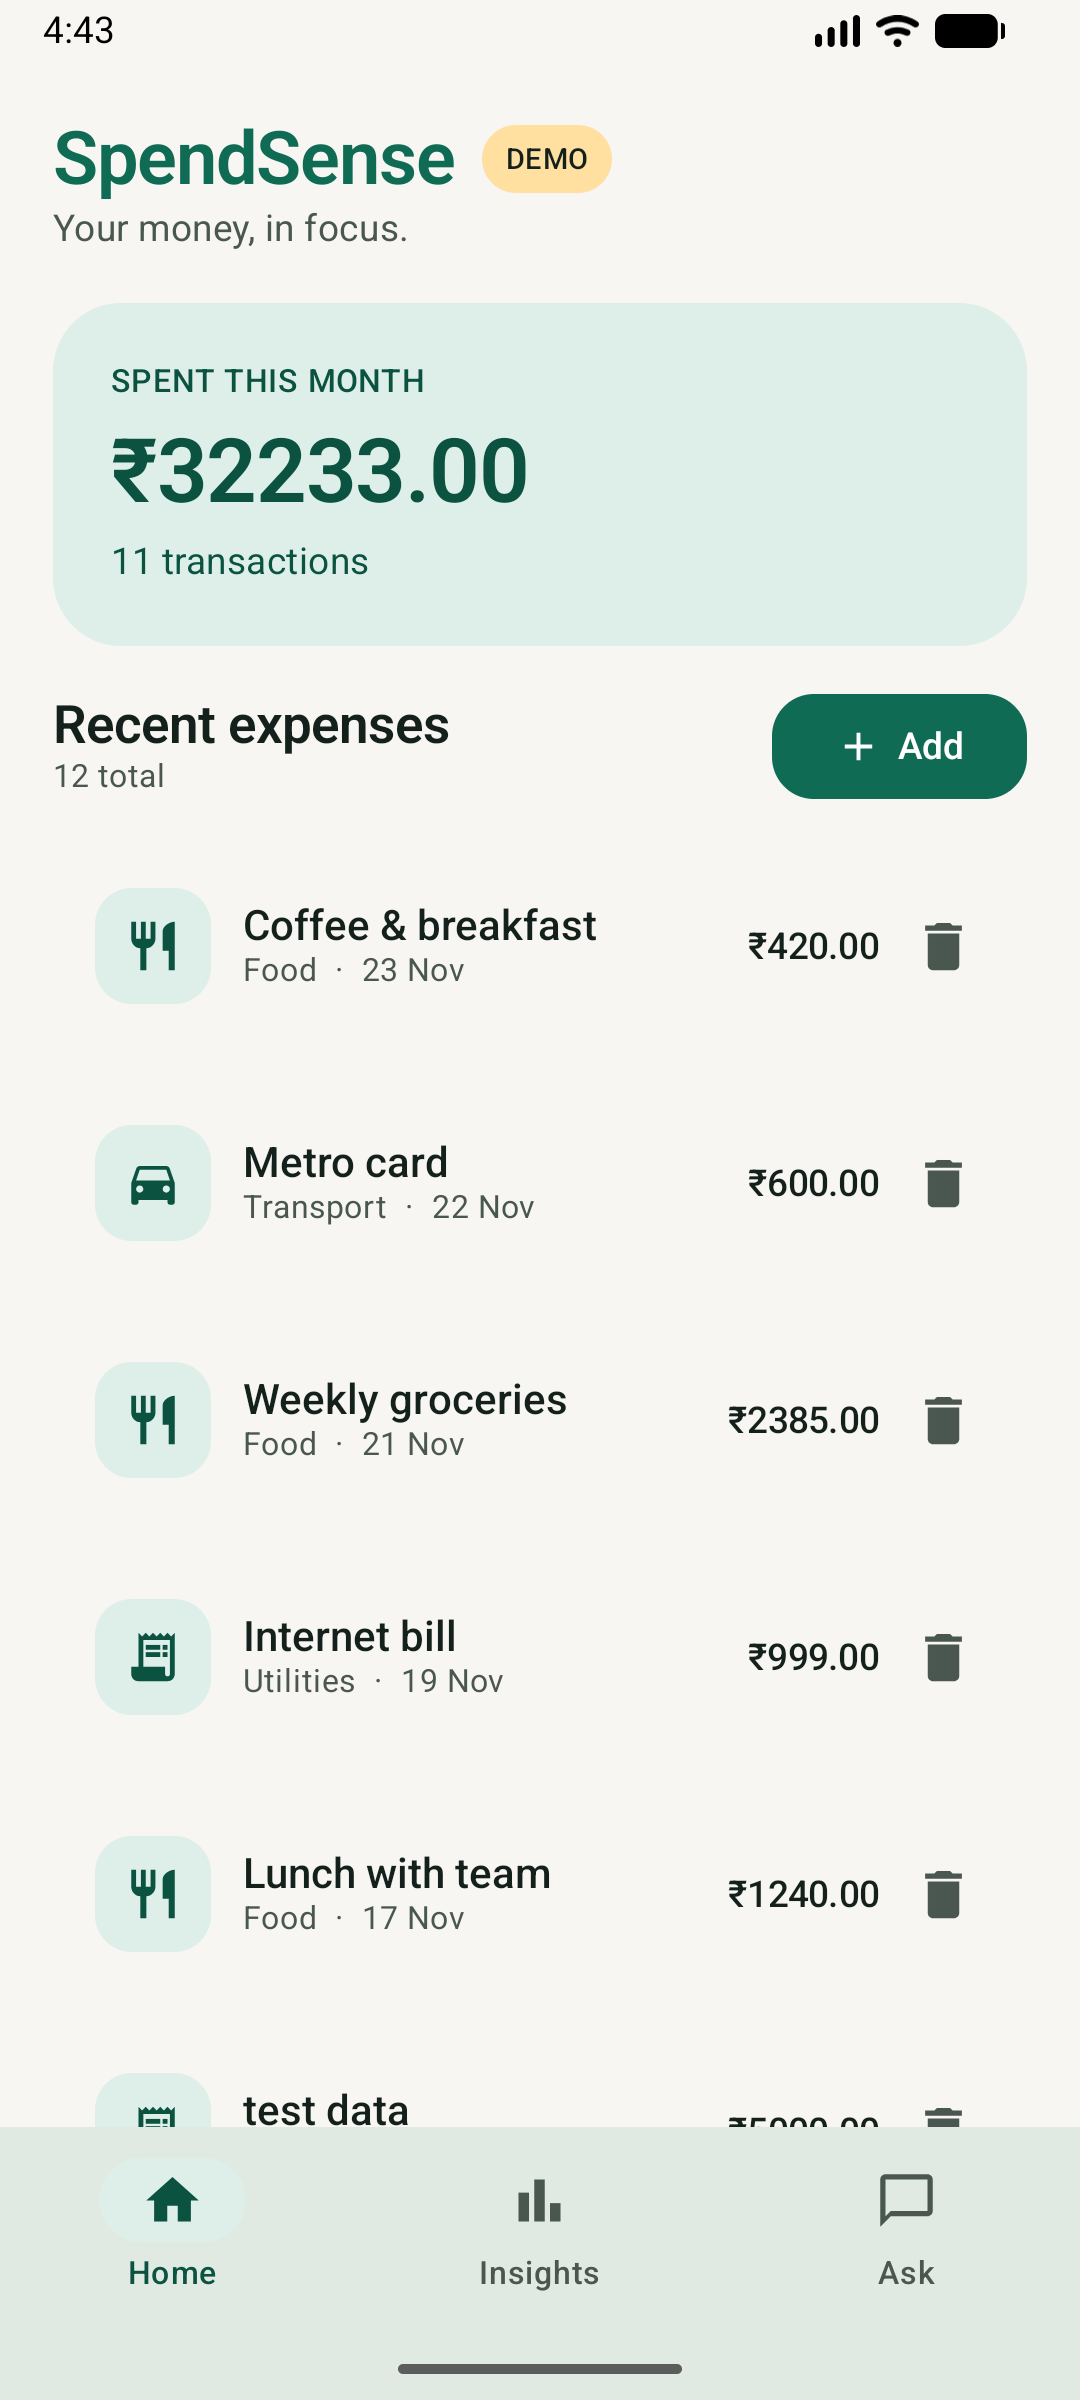 4:43
SpendSense DEMO
Your money, in focus.
SPENT THIS MONTH
₹32233.00
11 transactions
Recent expenses
12 total
+ Add
Coffee & breakfast
Food · 23 Nov
₹420.00
Metro card
Transport · 22 Nov
₹600.00
Weekly groceries
Food · 21 Nov
₹2385.00
Internet bill
Utilities · 19 Nov
₹999.00
Lunch with team
Food · 17 Nov
₹1240.00
test data
Home
Insights
Ask